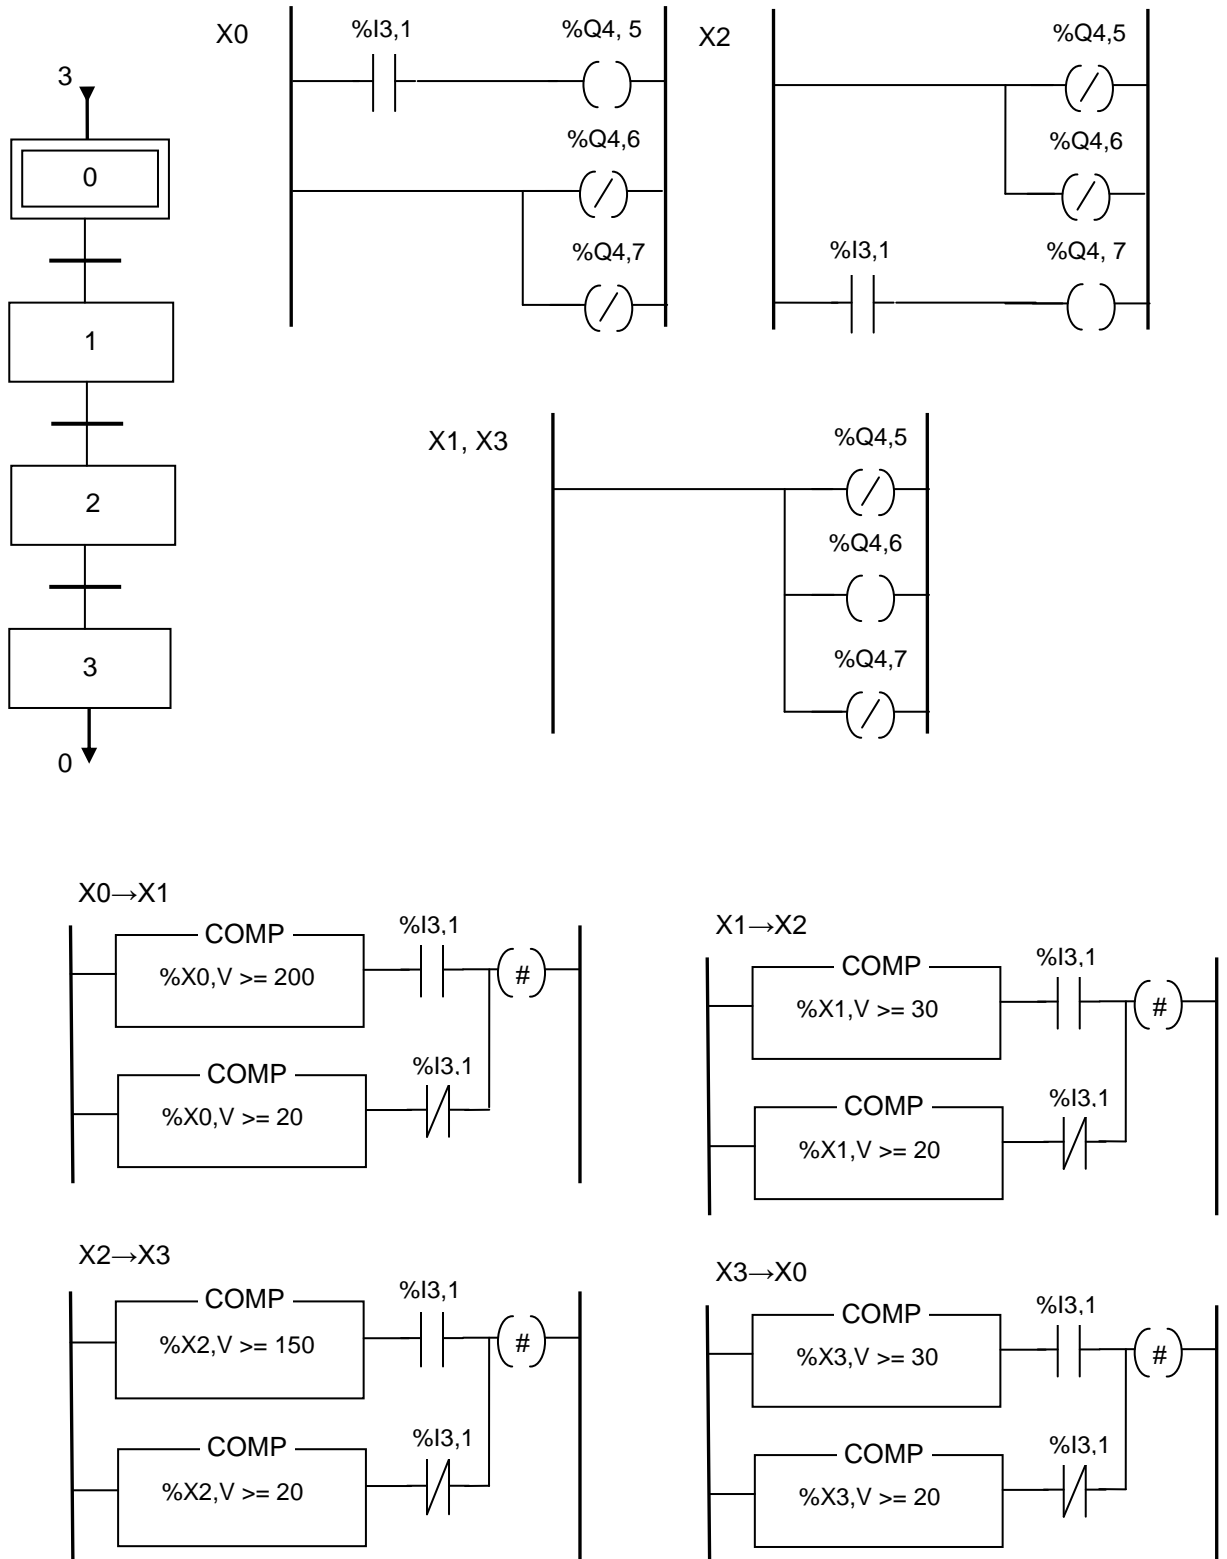 3
0
1
2
3
0
X0
%I3,1
%Q4, 5
%Q4,6
%Q4,7
X2
%Q4,5
%Q4,6
%I3,1
%Q4, 7
X1, X3
%Q4,5
%Q4,6
%Q4,7
X0→X1
COMP
%X0,V >= 200
%I3,1
#
COMP
%X0,V >= 20
%I3,1
X1→X2
COMP
%X1,V >= 30
%I3,1
#
COMP
%X1,V >= 20
%I3,1
X2→X3
COMP
%X2,V >= 150
%I3,1
#
COMP
%X2,V >= 20
%I3,1
X3→X0
COMP
%X3,V >= 30
%I3,1
#
COMP
%X3,V >= 20
%I3,1